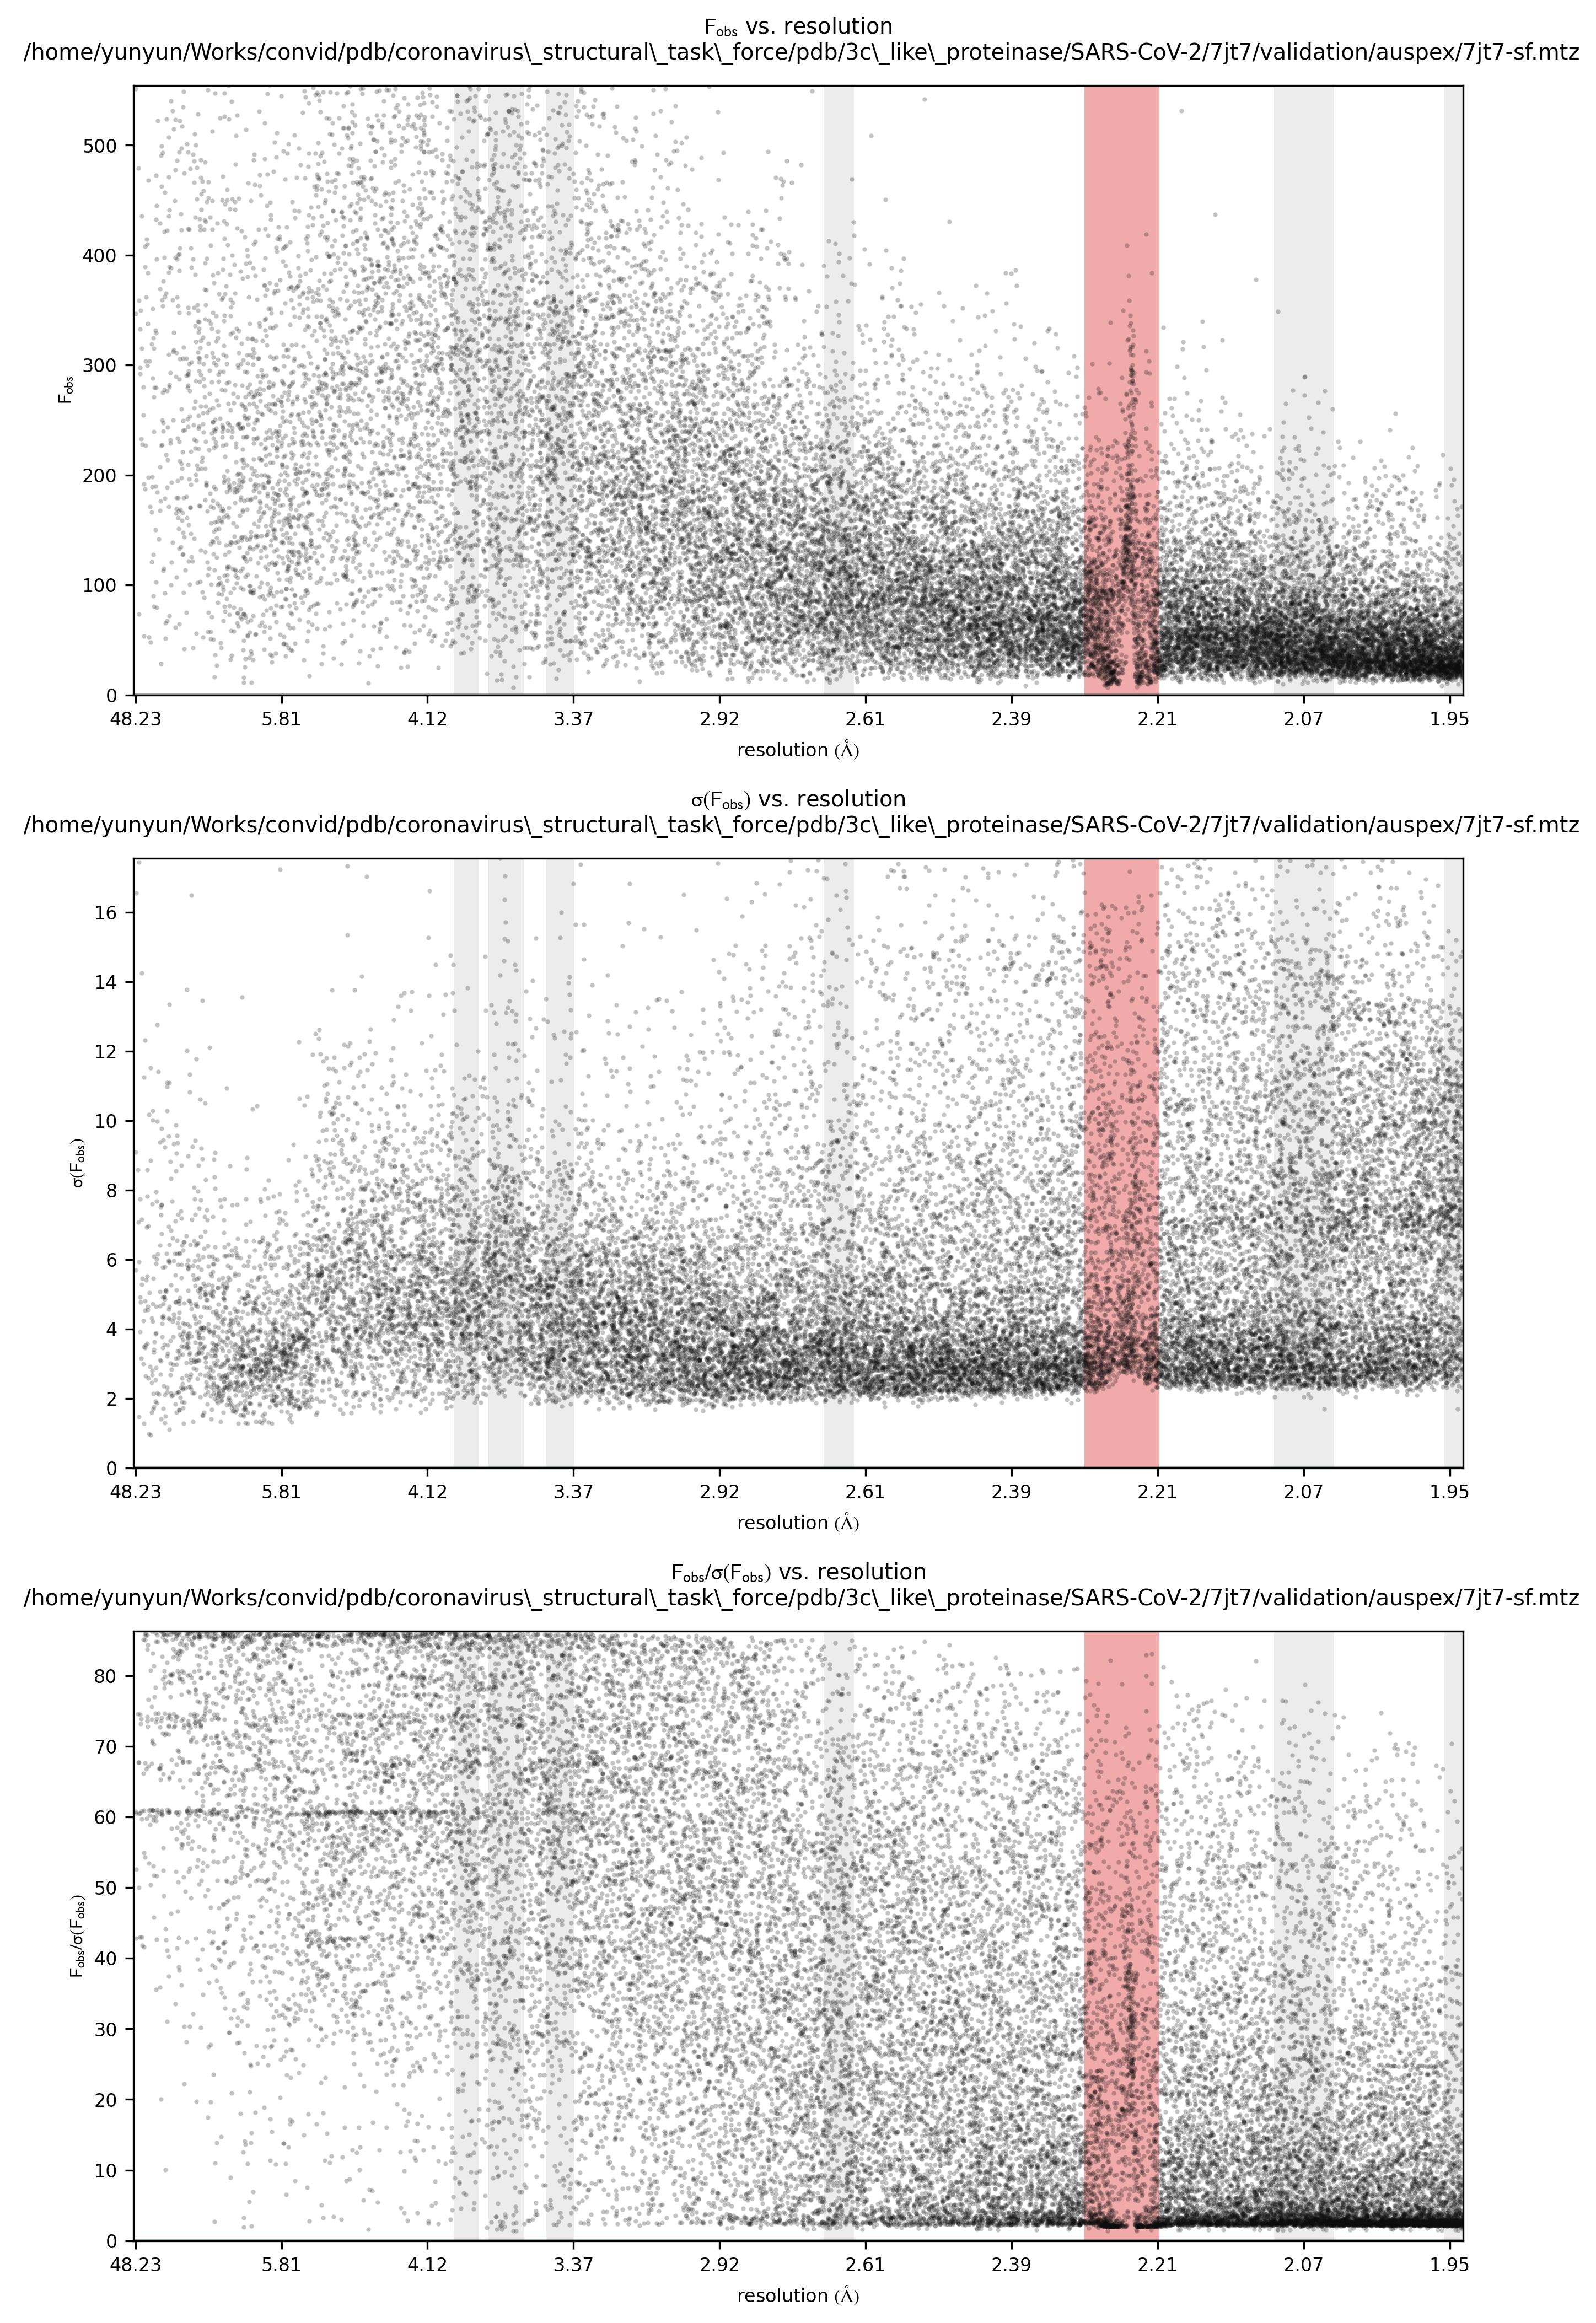 Fobs vs. resolution
/home/yunyun/Works/convid/pdb/coronavirus\_structural\_task\_force/pdb/3c\_like\_proteinase/SARS-CoV-2/7jt7/validation/auspex/7jt7-sf.mtz
500
400
300
200
100
0
Fobs
48.23 5.81 4.12 3.37 2.92 2.61 2.39 2.21 2.07 1.95
resolution (Å)
σ(Fobs) vs. resolution
/home/yunyun/Works/convid/pdb/coronavirus\_structural\_task\_force/pdb/3c\_like\_proteinase/SARS-CoV-2/7jt7/validation/auspex/7jt7-sf.mtz
16
14
12
10
8
6
4
2
0
σ(Fobs)
48.23 5.81 4.12 3.37 2.92 2.61 2.39 2.21 2.07 1.95
resolution (Å)
Fobs/σ(Fobs) vs. resolution
/home/yunyun/Works/convid/pdb/coronavirus\_structural\_task\_force/pdb/3c\_like\_proteinase/SARS-CoV-2/7jt7/validation/auspex/7jt7-sf.mtz
80
70
60
50
40
30
20
10
0
Fobs/σ(Fobs)
48.23 5.81 4.12 3.37 2.92 2.61 2.39 2.21 2.07 1.95
resolution (Å)